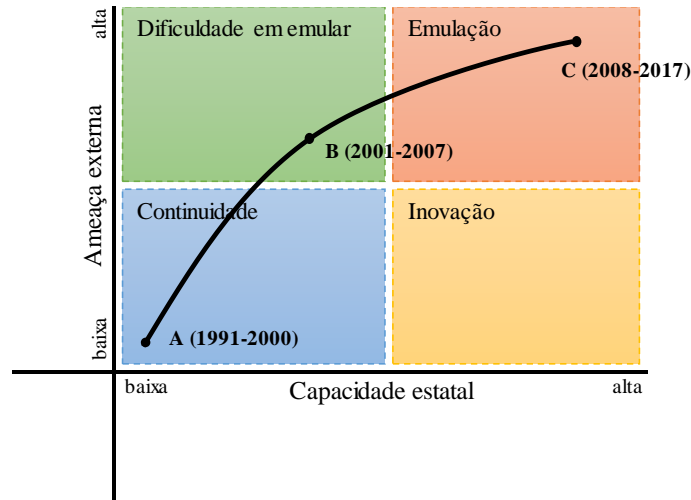 alta
Dificuldade em emular
Emulação
C (2008-2017)
B (2001-2007)
Ameaça externa
Continuidade
Inovação
A (1991-2000)
baixa
baixa
Capacidade estatal
alta